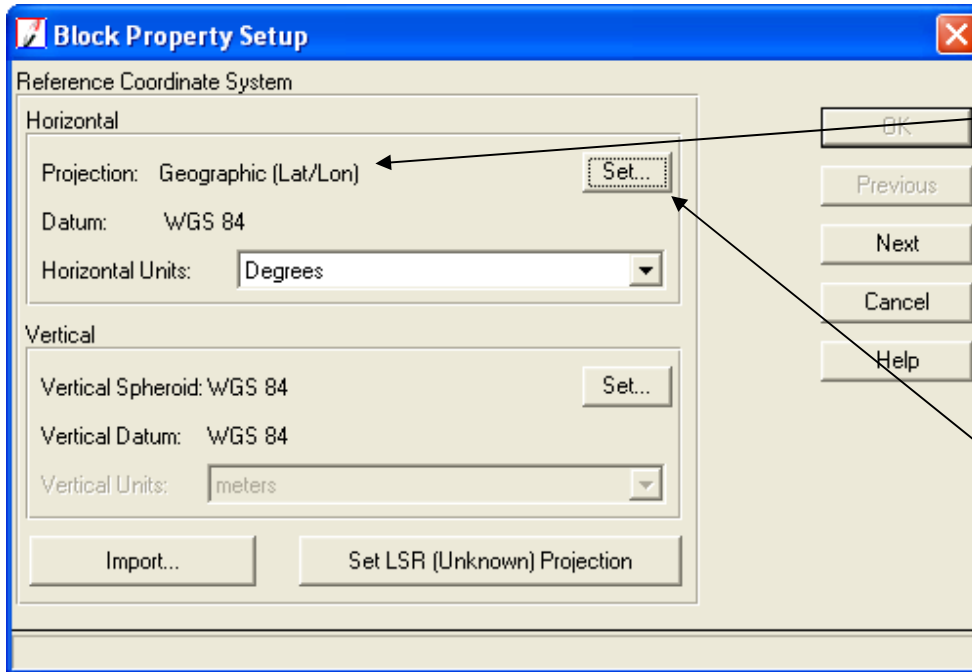 Block Property Setup
Reference Coordinate System
Horizontal
Projection: Geographic (Lat/Lon)
Set...
Datum: WGS 84
Horizontal Units: Degrees
Vertical
Vertical Spheroid: WGS 84
Set...
Vertical Datum: WGS 84
Vertical Units: meters
Import...
Set LSR (Unknown) Projection
OK
Previous
Next
Cancel
Help